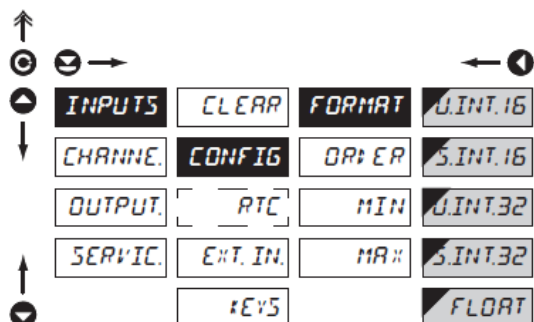 INPUTS CLEAR FORMAT U.INT.16
CHANNE. CONFIG ORDER S.INT.16
OUTPUT. RTC MIN U.INT.32
SERVIC. EXT. IN. MAX S.INT.32
KEYS FLOAT